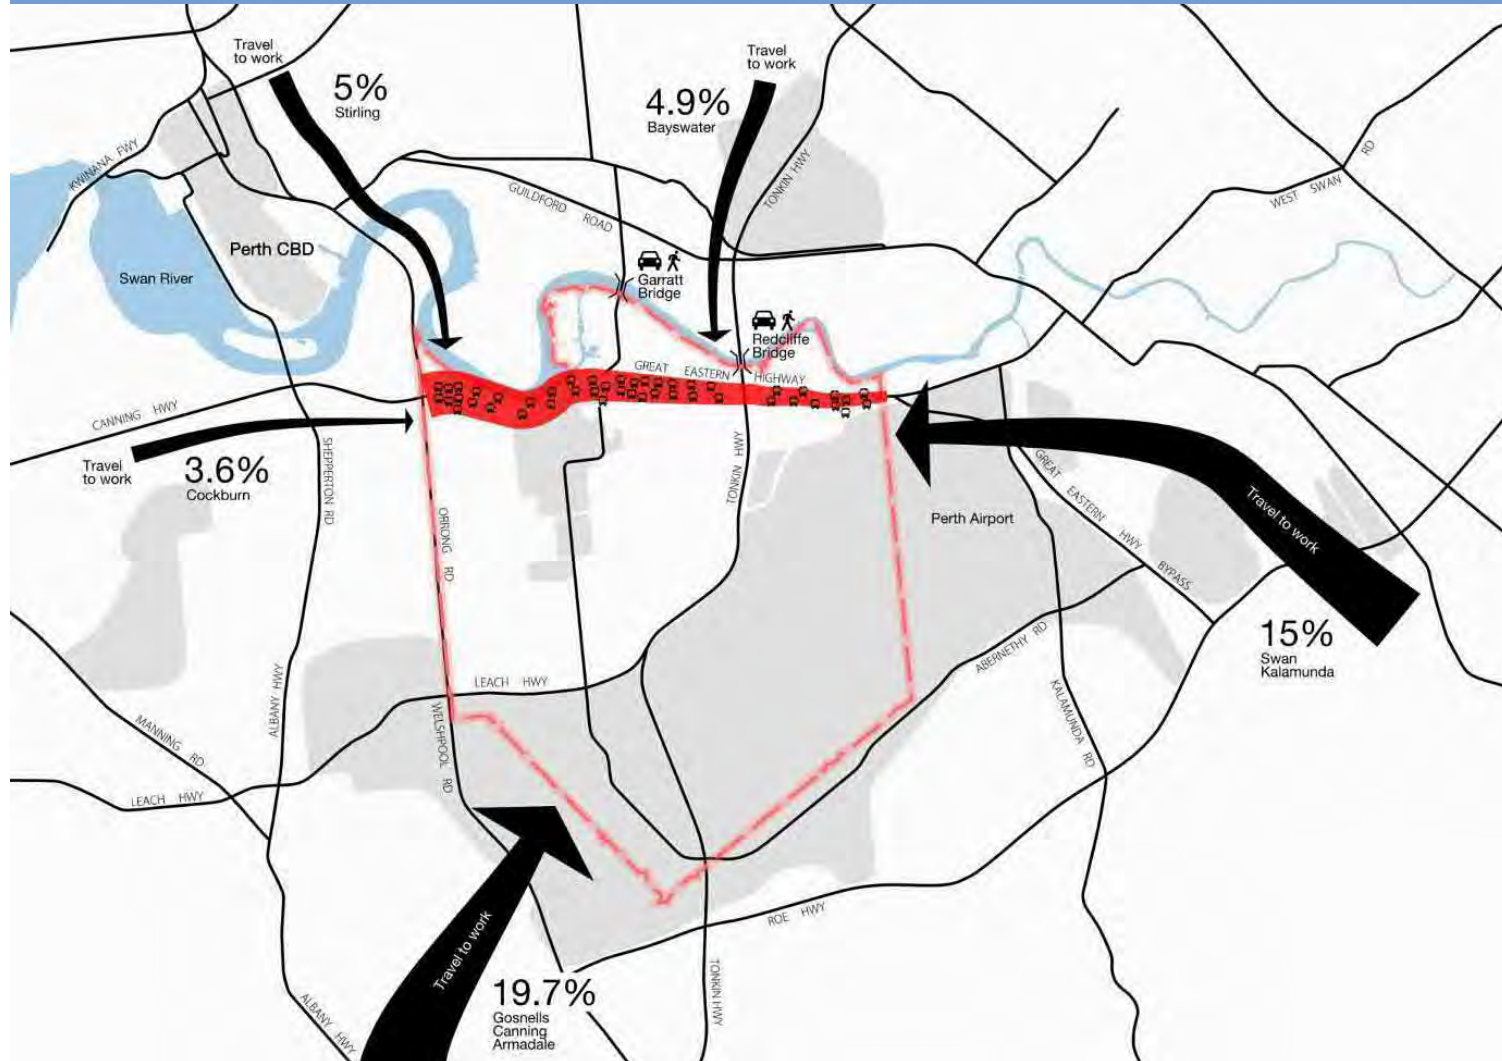 Travel
to work
5%
Stirling
Travel
to work
4.9%
Bayswater
KWINANA FWY
GUILDFORD ROAD
TONKIN HWY
WEST SWAN RD
Perth CBD
Swan River
Garratt
Bridge
Redcliffe
Bridge
GREAT EASTERN HIGHWAY
CANNING HWY
Travel
to work
3.6%
Cockburn
SHEPPERTON RD
ORRONG RD
TONKIN HWY
Perth Airport
GREAT EASTERN HWY BYPASS
Travel to work
15%
Swan
Kalamunda
ABERNETHY RD
KALAMUNDA RD
LEACH HWY
ALBANY HWY
MANNING RD
WELSHPOOL RD
LEACH HWY
Travel to work
ROE HWY
19.7%
Gosnells
Canning
Armadale
TONKIN HWY
ALBANY HWY